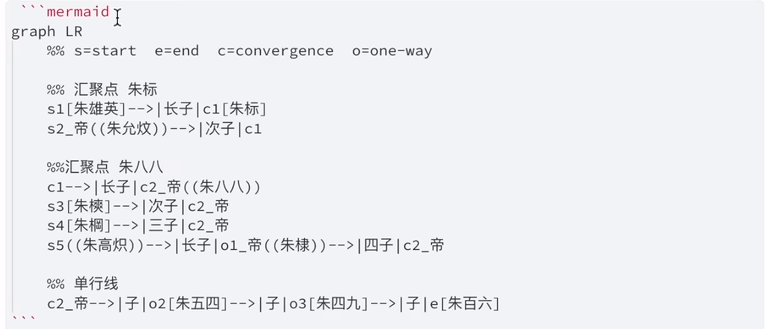 ```mermaid
graph LR
%% s=start  e=end  c=convergence  o=one-way
%% 汇聚点 朱标
s1[朱雄英]-->|长子|c1[朱标]
s2_帝((朱允炆))-->|次子|c1
%%汇聚点 朱八八
c1-->|长子|c2_帝((朱八八))
s3[朱樉]-->|次子|c2_帝
s4[朱棡]-->|三子|c2_帝
s5((朱高炽))-->|长子|o1_帝((朱棣))-->|四子|c2_帝
%% 单行线
c2_帝-->|子|o2[朱五四]-->|子|o3[朱四九]-->|子|e[朱百六]
```